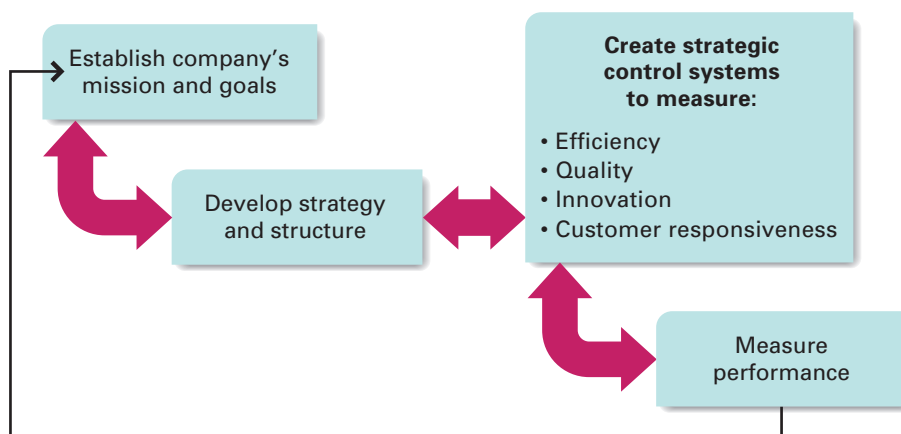 Establish company’s
mission and goals
Develop strategy
and structure
Create strategic
control systems
to measure:
• Efficiency
• Quality
• Innovation
• Customer responsiveness
Measure
performance